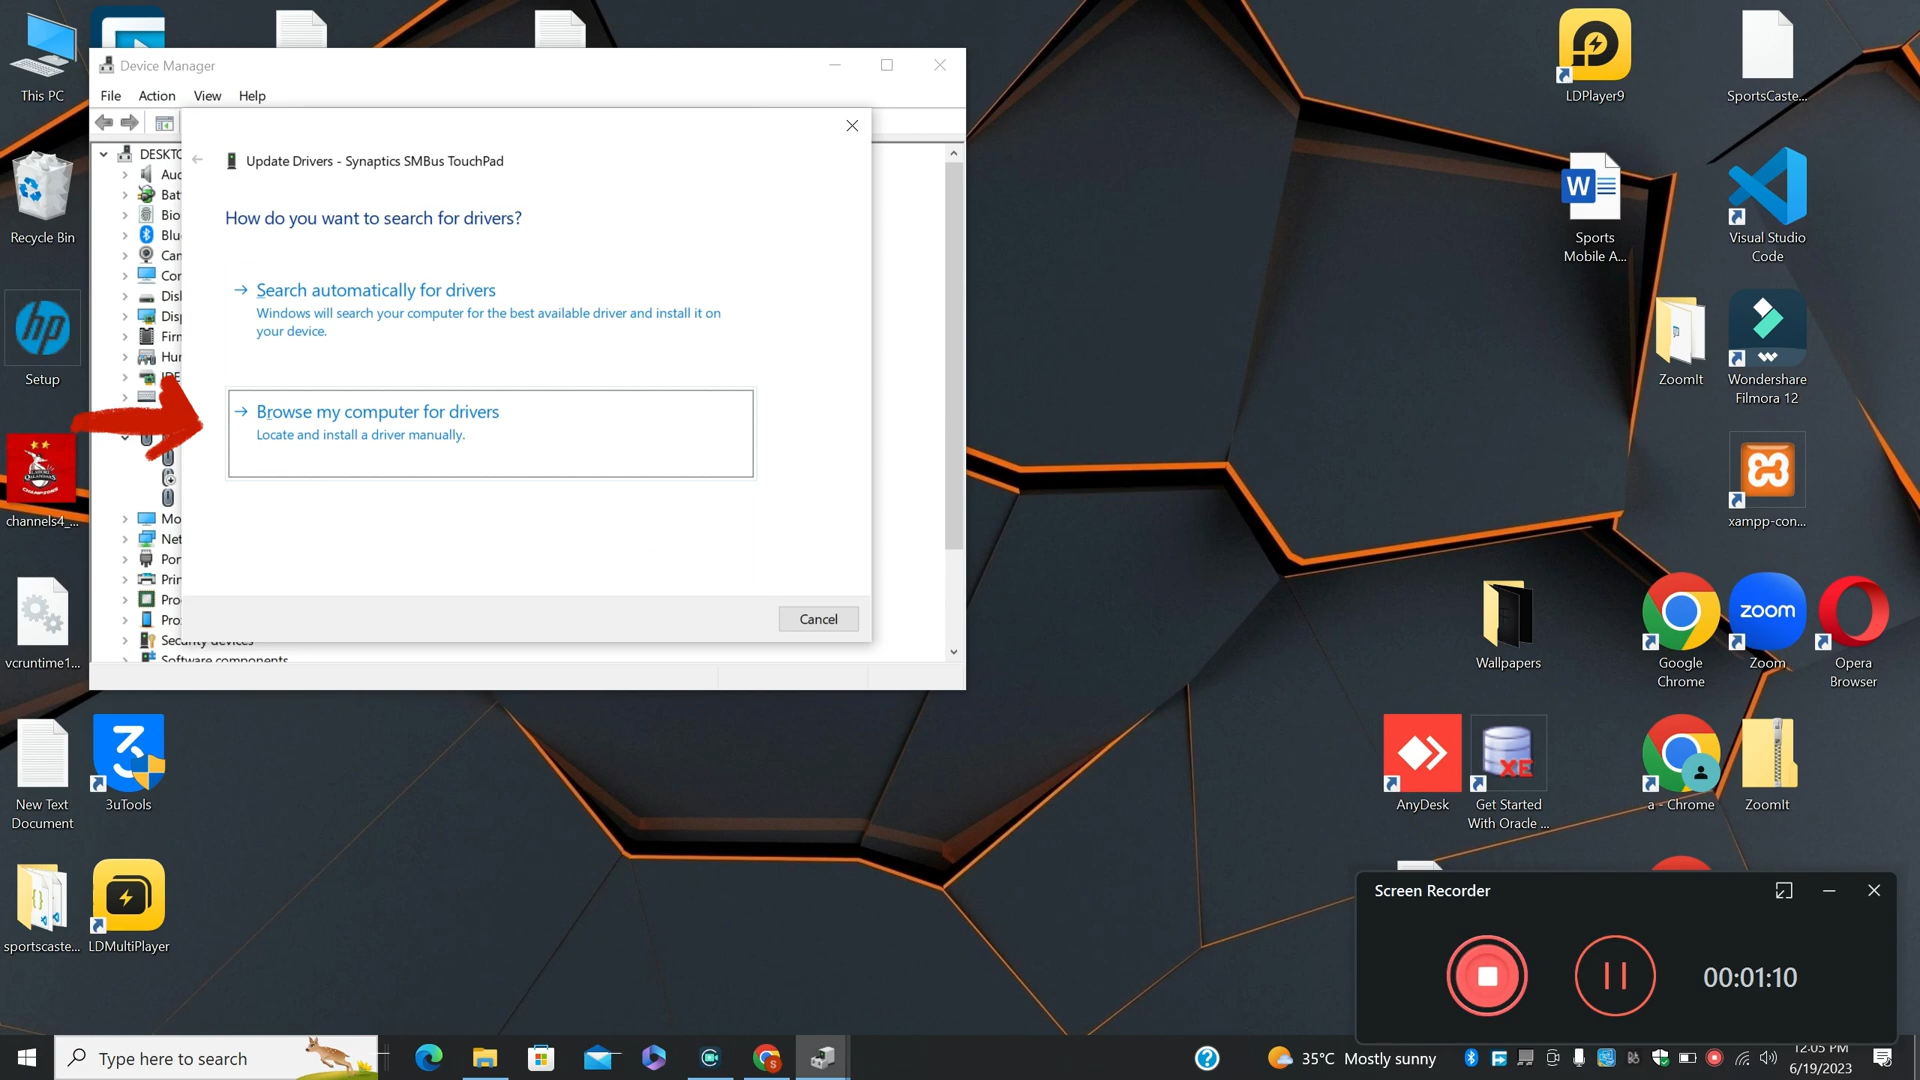 This PC
Recycle Bin
Setup
channels4_...
vcruntime1...
New Text
Document
3uTools
sportscaste...
LDMultiPlayer
Device Manager
File
Action
View
Help
DESKTC
Auc
Bat
Bio
Blu
Can
Cor
Disl
Disp
Firn
Hur
IDE
Mo
Net
Por
Prin
Pro
Pro
Security devices
Software components
Update Drivers - Synaptics SMBus TouchPad
How do you want to search for drivers?
Search automatically for drivers
Windows will search your computer for the best available driver and install it on
your device.
Browse my computer for drivers
Locate and install a driver manually.
Cancel
LDPlayer9
SportsCaste...
W
Sports
Mobile A...
Visual Studio
Code
ZoomIt
Wondershare
Filmora 12
xampp-con...
Wallpapers
Google
Chrome
zoom
Zoom
Opera
Browser
AnyDesk
XE
Get Started
With Oracle ...
a - Chrome
ZoomIt
Screen Recorder
00:01:10
Type here to search
35°C Mostly sunny
12:05 PM
6/19/2023